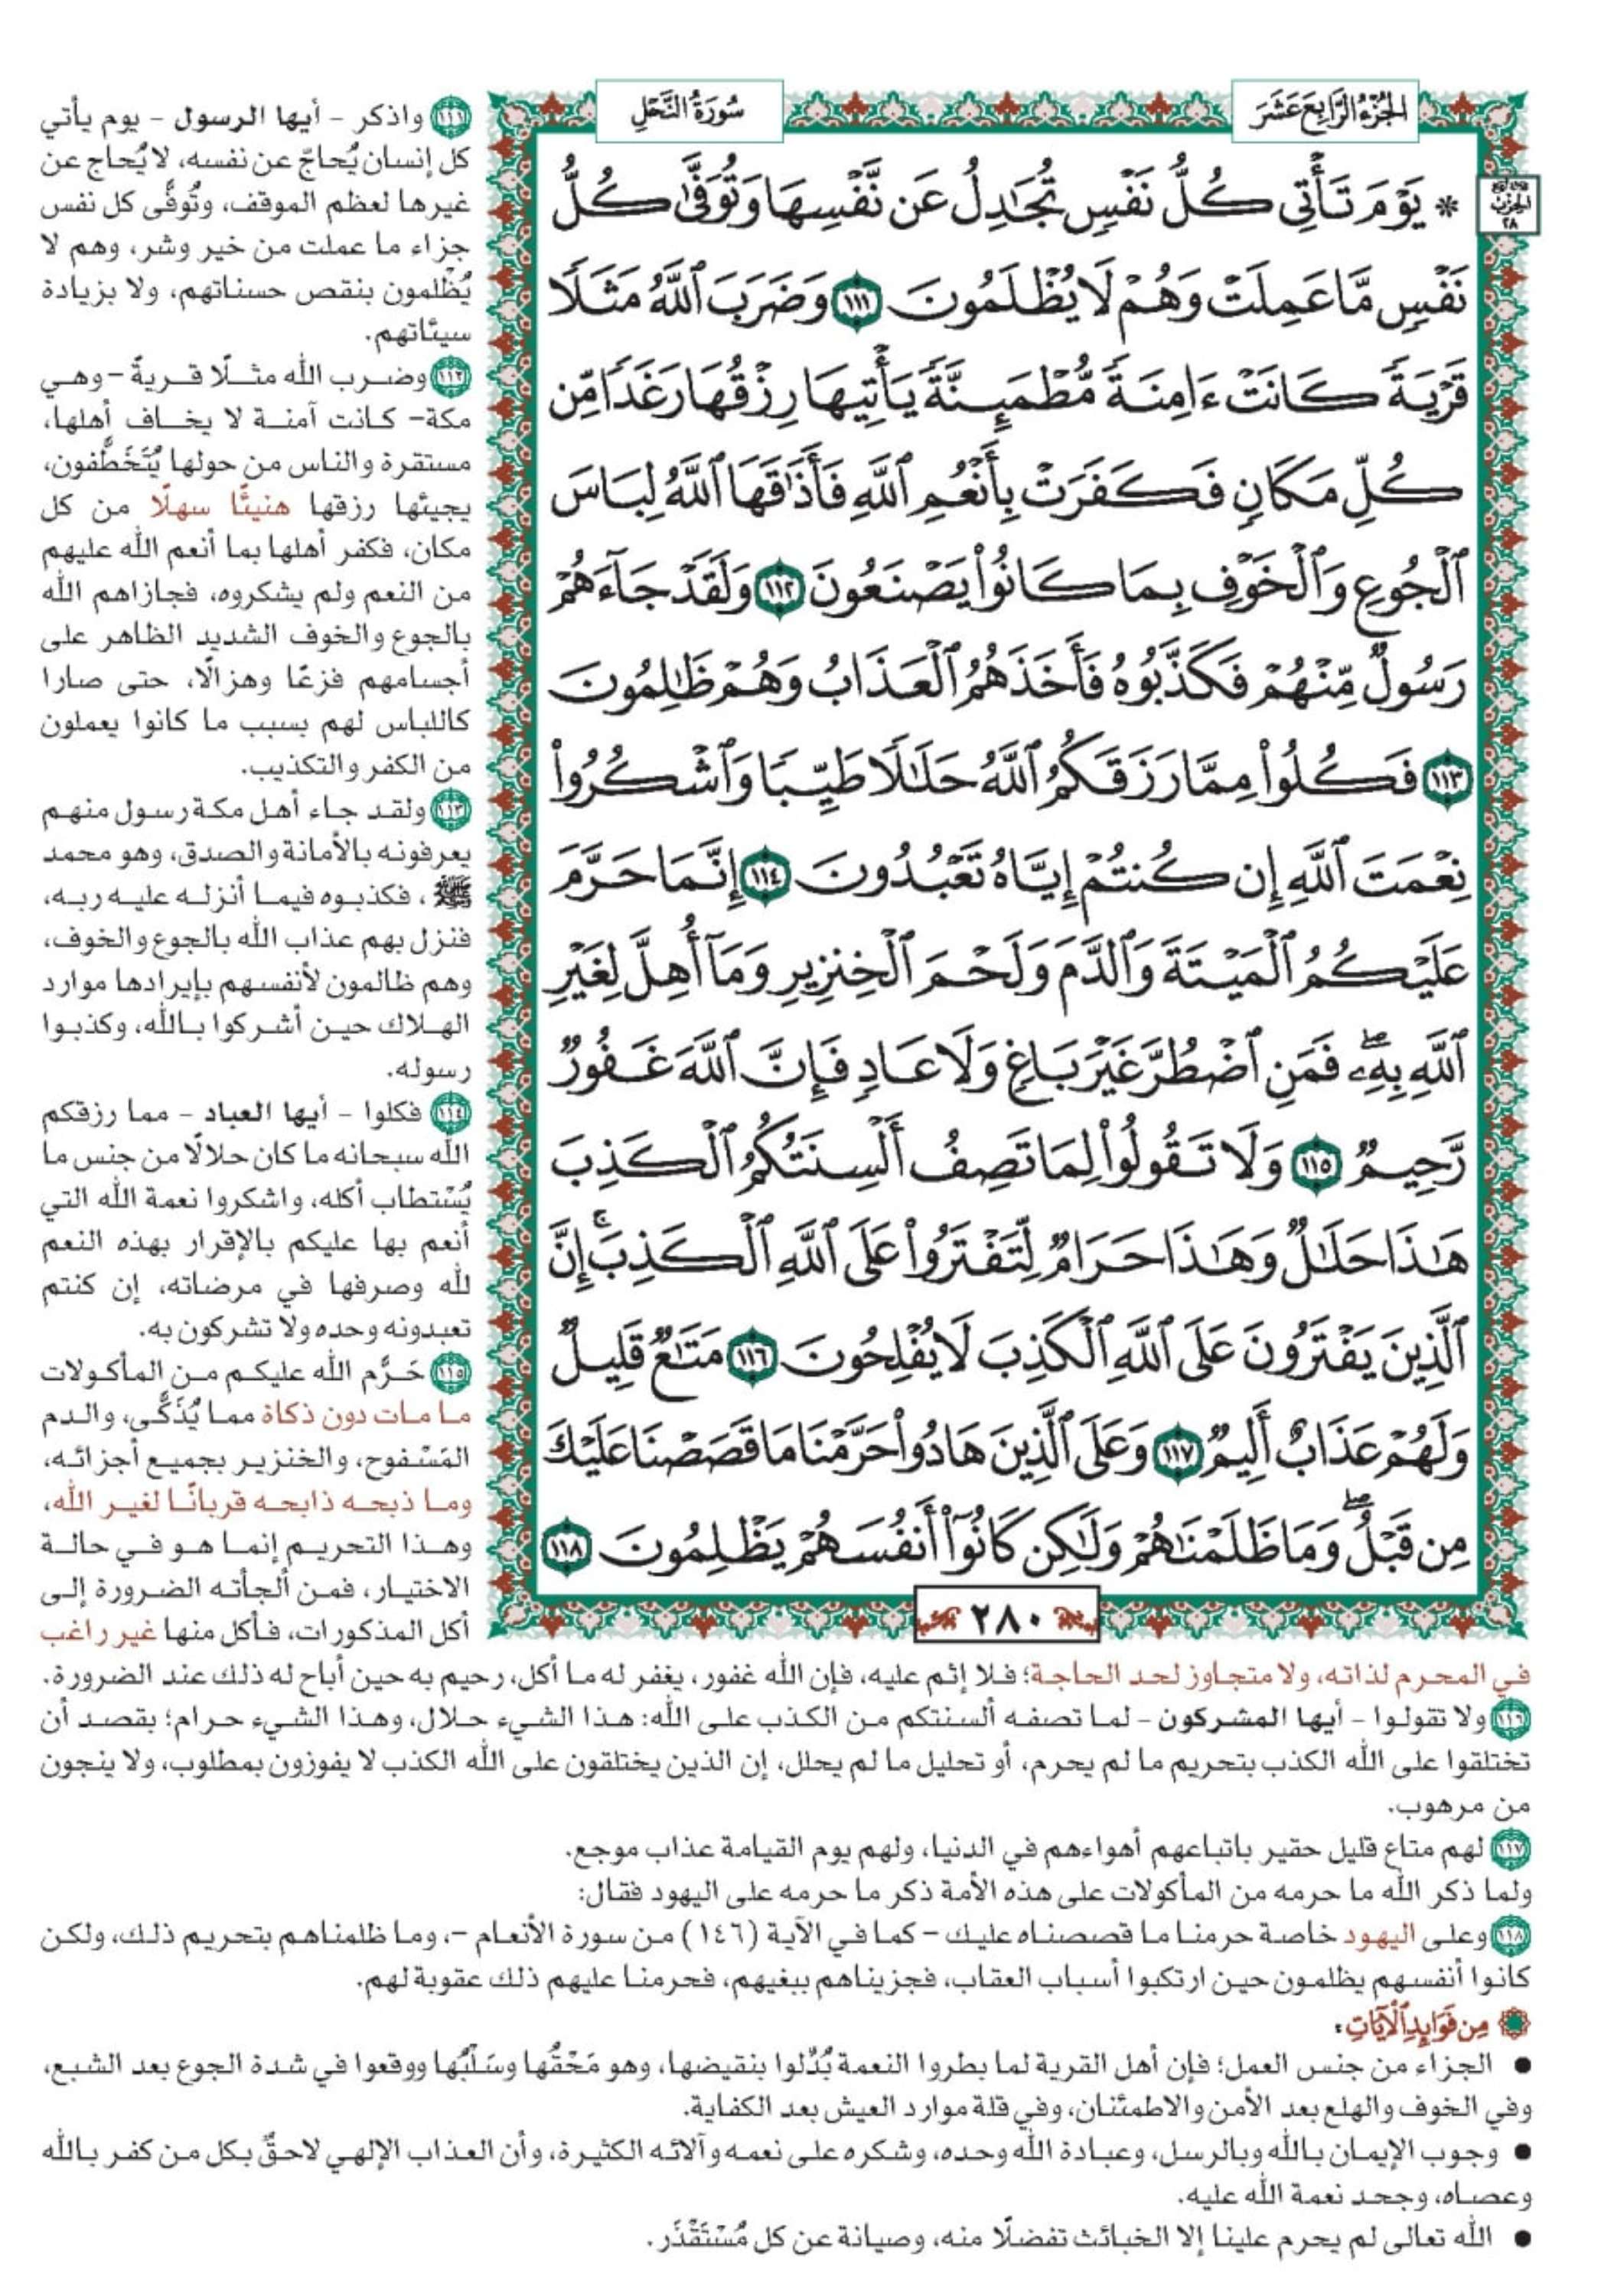 الجُزْءُ الرَّابِعَ عَشَرَ
سُورَةُ النَّحْلِ
الحِزْب
٢٨
* يَوْمَ تَأْتِي كُلُّ نَفْسٍ تُجَٰدِلُ عَن نَّفْسِهَا وَتُوَفَّىٰ كُلُّ
نَفْسٍ مَّا عَمِلَتْ وَهُمْ لَا يُظْلَمُونَ ١١١ وَضَرَبَ ٱللَّهُ مَثَلًا
قَرْيَةً كَانَتْ ءَامِنَةً مُّطْمَئِنَّةً يَأْتِيهَا رِزْقُهَا رَغَدًا مِّن
كُلِّ مَكَانٍ فَكَفَرَتْ بِأَنْعُمِ ٱللَّهِ فَأَذَٰقَهَا ٱللَّهُ لِبَاسَ
ٱلْجُوعِ وَٱلْخَوْفِ بِمَا كَانُوا۟ يَصْنَعُونَ ١١٢ وَلَقَدْ جَآءَهُمْ
رَسُولٌ مِّنْهُمْ فَكَذَّبُوهُ فَأَخَذَهُمُ ٱلْعَذَابُ وَهُمْ ظَٰلِمُونَ
١١٣ فَكُلُوا۟ مِمَّا رَزَقَكُمُ ٱللَّهُ حَلَٰلًا طَيِّبًا وَٱشْكُرُوا۟
نِعْمَتَ ٱللَّهِ إِن كُنتُمْ إِيَّاهُ تَعْبُدُونَ ١١٤ إِنَّمَا حَرَّمَ
عَلَيْكُمُ ٱلْمَيْتَةَ وَٱلدَّمَ وَلَحْمَ ٱلْخِنزِيرِ وَمَآ أُهِلَّ لِغَيْرِ
ٱللَّهِ بِهِۦۖ فَمَنِ ٱضْطُرَّ غَيْرَ بَاغٍ وَلَا عَادٍ فَإِنَّ ٱللَّهَ غَفُورٌ
رَّحِيمٌ ١١٥ وَلَا تَقُولُوا۟ لِمَا تَصِفُ أَلْسِنَتُكُمُ ٱلْكَذِبَ
هَٰذَا حَلَٰلٌ وَهَٰذَا حَرَامٌ لِّتَفْتَرُوا۟ عَلَى ٱللَّهِ ٱلْكَذِبَۚ إِنَّ
ٱلَّذِينَ يَفْتَرُونَ عَلَى ٱللَّهِ ٱلْكَذِبَ لَا يُفْلِحُونَ ١١٦ مَتَٰعٌ قَلِيلٌ
وَلَهُمْ عَذَابٌ أَلِيمٌ ١١٧ وَعَلَى ٱلَّذِينَ هَادُوا۟ حَرَّمْنَا مَا قَصَصْنَا عَلَيْكَ
مِن قَبْلُۖ وَمَا ظَلَمْنَٰهُمْ وَلَٰكِن كَانُوٓا۟ أَنفُسَهُمْ يَظْلِمُونَ ١١٨
٢٨٠
١١١ واذكر - أيها الرسول - يوم يأتي
كل إنسان يُحاجّ عن نفسه، لا يُحاج عن
غيرها لعظم الموقف، وتُوفَّى كل نفس
جزاء ما عملت من خير وشر، وهم لا
يُظْلمون بنقص حسناتهم، ولا بزيادة
سيئاتهم.
١١٢ وضرب الله مثلًا قرية - وهي
مكة - كانت آمنة لا يخاف أهلها،
مستقرة والناس من حولها يُتَخَطَّفون،
يجيئها رزقها هنيئًا سهلًا من كل
مكان، فكفر أهلها بما أنعم الله عليهم
من النعم ولم يشكروه، فجازاهم الله
بالجوع والخوف الشديد الظاهر على
أجسامهم فزعًا وهزالًا، حتى صارا
كاللباس لهم بسبب ما كانوا يعملون
من الكفر والتكذيب.
١١٣ ولقد جاء أهل مكة رسول منهم
يعرفونه بالأمانة والصدق، وهو محمد
ﷺ، فكذبوه فيما أنزله عليه ربه،
فنزل بهم عذاب الله بالجوع والخوف،
وهم ظالمون لأنفسهم بإيرادها موارد
الهلاك حين أشركوا بالله، وكذبوا
رسوله.
١١٤ فكلوا - أيها العباد - مما رزقكم
الله سبحانه ما كان حلالًا من جنس ما
يُسْتطاب أكله، واشكروا نعمة الله التي
أنعم بها عليكم بالإقرار بهذه النعم
لله وصرفها في مرضاته، إن كنتم
تعبدونه وحده ولا تشركون به.
١١٥ حَرَّم الله عليكم من المأكولات
ما مات دون ذكاة مما يُذَكَّى، والدم
المَسْفوح، والخنزير بجميع أجزائه،
وما ذبحه ذابحه قربانًا لغير الله،
وهذا التحريم إنما هو في حالة
الاختيار، فمن ألجأته الضرورة إلى
أكل المذكورات، فأكل منها غير راغب
في المحرم لذاته، ولا متجاوز لحد الحاجة؛ فلا إثم عليه، فإن الله غفور، يغفر له ما أكل، رحيم به حين أباح له ذلك عند الضرورة.
١١٦ ولا تقولوا - أيها المشركون - لما تصفه ألسنتكم من الكذب على الله: هذا الشيء حلال، وهذا الشيء حرام؛ بقصد أن
تختلقوا على الله الكذب بتحريم ما لم يحرم، أو تحليل ما لم يحلل، إن الذين يختلقون على الله الكذب لا يفوزون بمطلوب، ولا ينجون
من مرهوب.
١١٧ لهم متاع قليل حقير باتباعهم أهواءهم في الدنيا، ولهم يوم القيامة عذاب موجع.
ولما ذكر الله ما حرمه من المأكولات على هذه الأمة ذكر ما حرمه على اليهود فقال:
١١٨ وعلى اليهود خاصة حرمنا ما قصصناه عليك - كما في الآية (١٤٦) من سورة الأنعام -، وما ظلمناهم بتحريم ذلك، ولكن
كانوا أنفسهم يظلمون حين ارتكبوا أسباب العقاب، فجزيناهم ببغيهم، فحرمنا عليهم ذلك عقوبة لهم.
مِن فَوَائِدِ الآيَاتِ:
• الجزاء من جنس العمل؛ فإن أهل القرية لما بطروا النعمة بُدِّلوا بنقيضها، وهو مَحْقُها وسَلْبُها ووقعوا في شدة الجوع بعد الشبع،
وفي الخوف والهلع بعد الأمن والاطمئنان، وفي قلة موارد العيش بعد الكفاية.
• وجوب الإيمان بالله وبالرسل، وعبادة الله وحده، وشكره على نعمه وآلائه الكثيرة، وأن العذاب الإلهي لاحقٌ بكل من كفر بالله
وعصاه، وجحد نعمة الله عليه.
• الله تعالى لم يحرم علينا إلا الخبائث تفضلًا منه، وصيانة عن كل مُسْتَقْذَر.